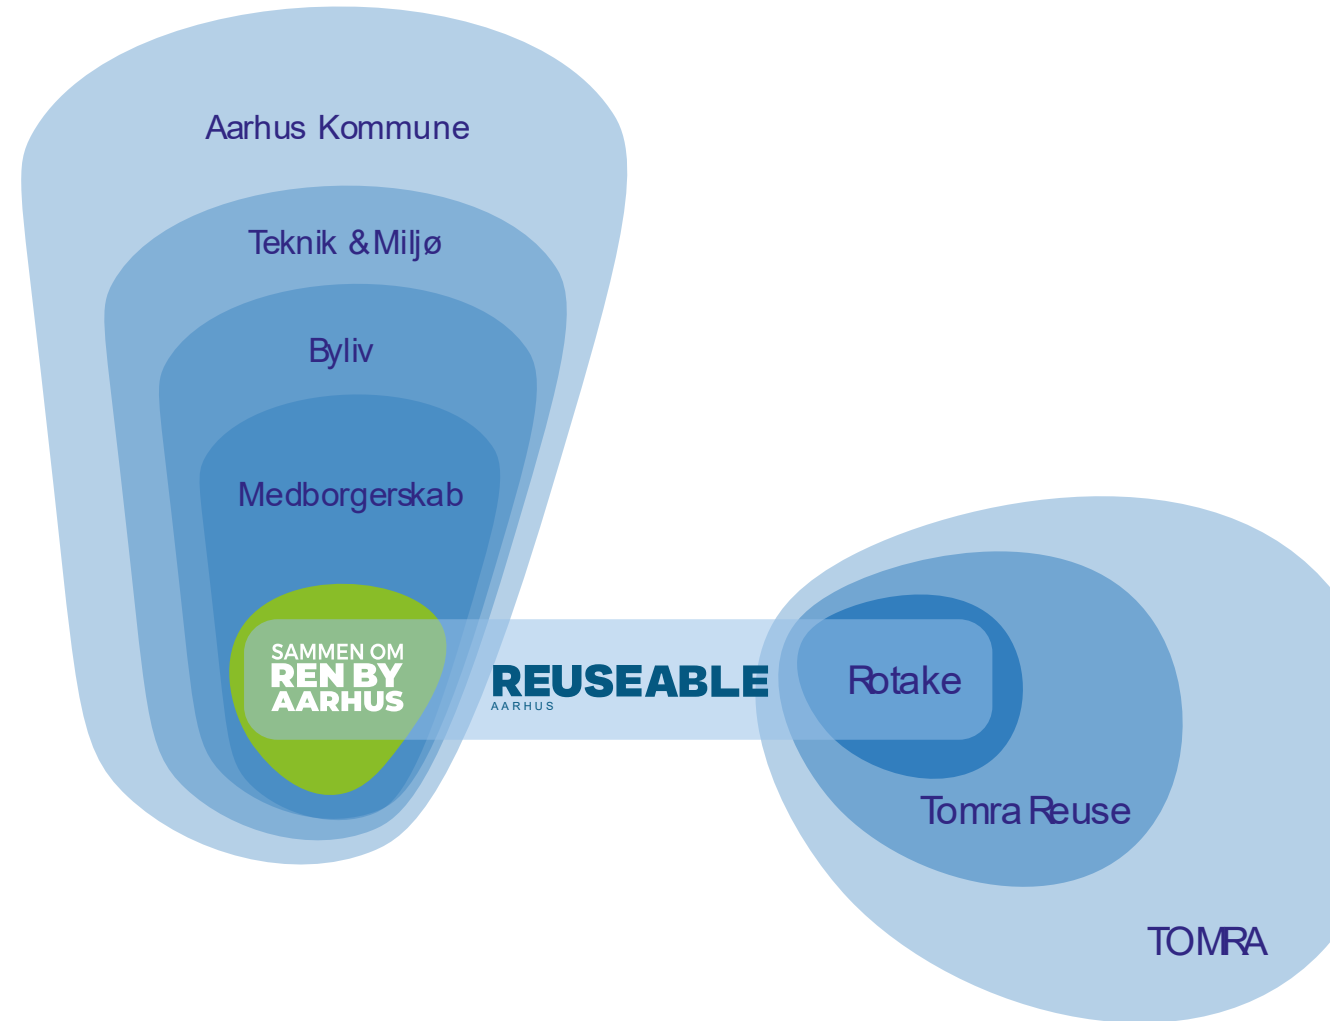 Aarhus Kommune
Teknik & Miljø
Byliv
Medborgerskab
SAMMEN OM
REN BY
AARHUS
REUSEABLE
AARHUS
Rotake
Tomra Reuse
TOMRA